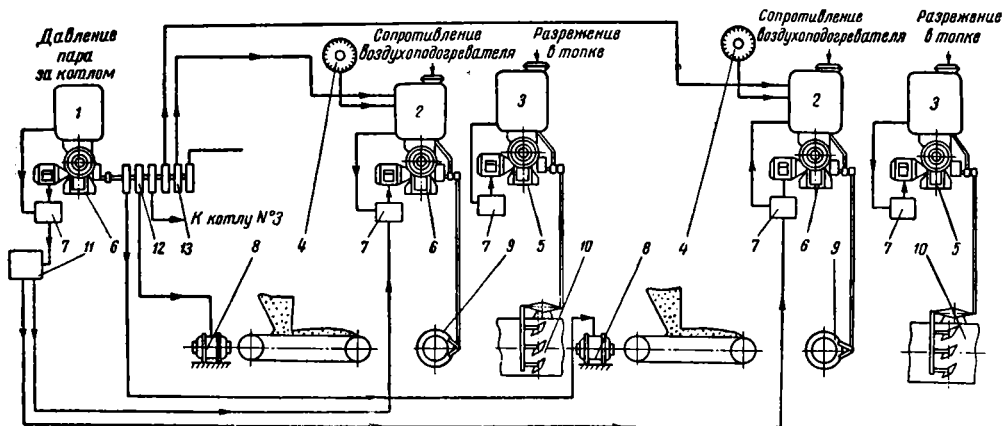 Давление
пара
за котлом
Сопротивление
воздухоподогревателя
Разряжение
в топке
Сопротивление
воздухоподогревателя
Разряжение
в топке
1
2
3
2
3
К котлу №3
7
6
12
13
8
4
7
6
9
5
10
8
4
7
6
9
7
5
10
11
7